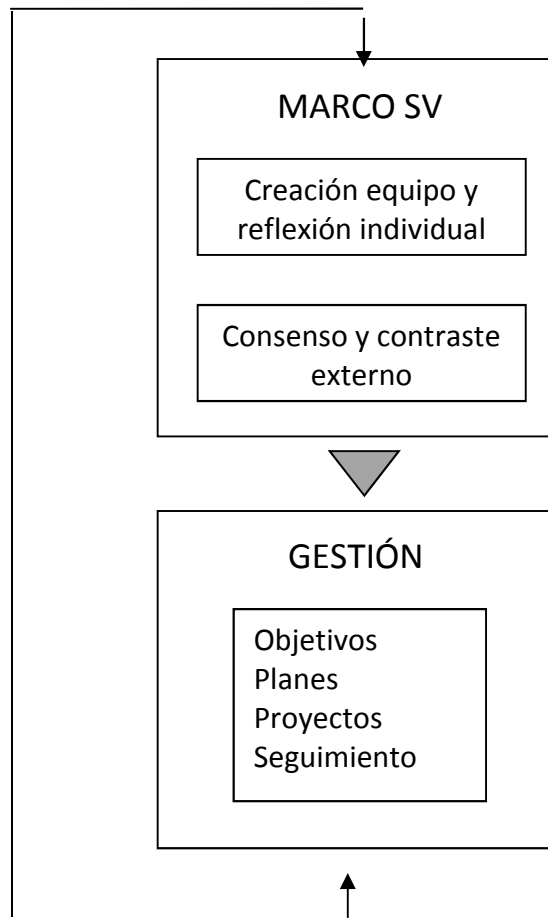 MARCO SV
Creación equipo y
reflexión individual
Consenso y contraste
externo
GESTIÓN
Objetivos
Planes
Proyectos
Seguimiento